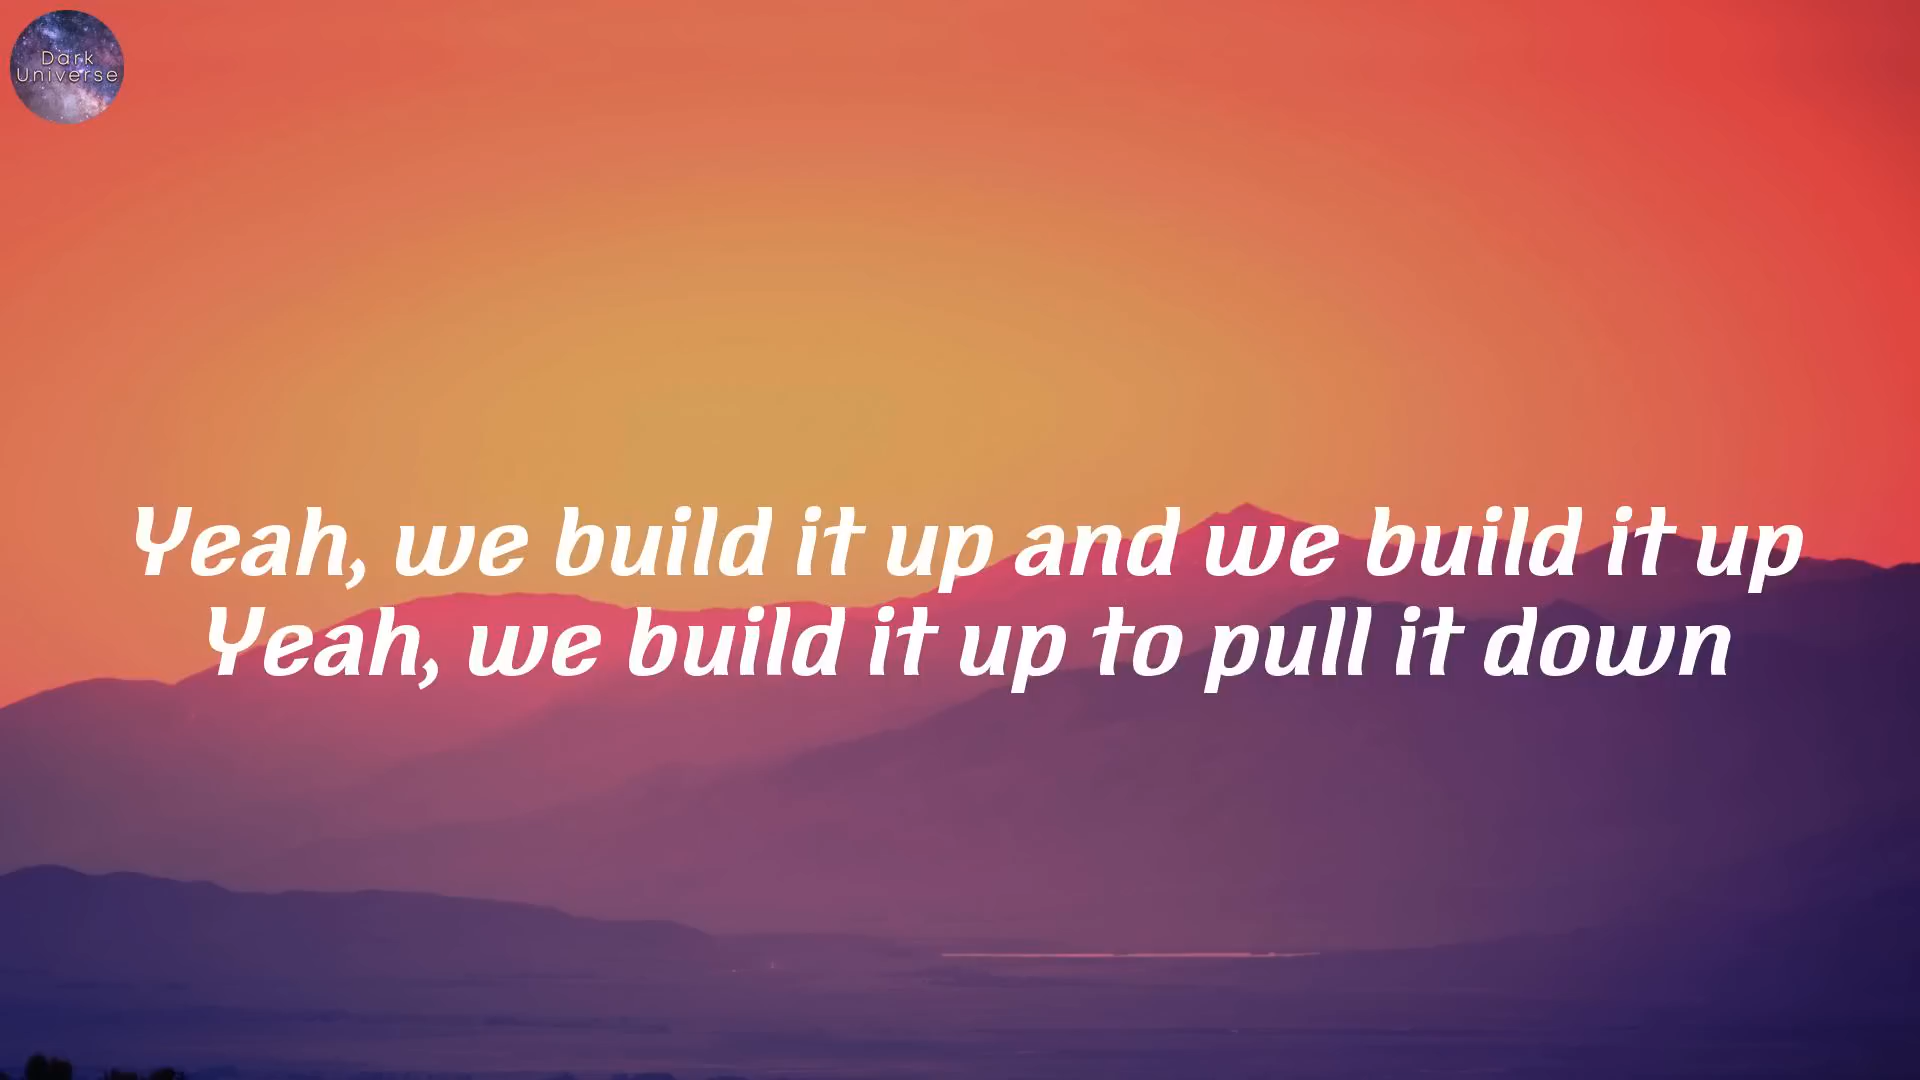 Dark
Universe
Yeah, we build it up and we build it up
Yeah, we build it up to pull it down